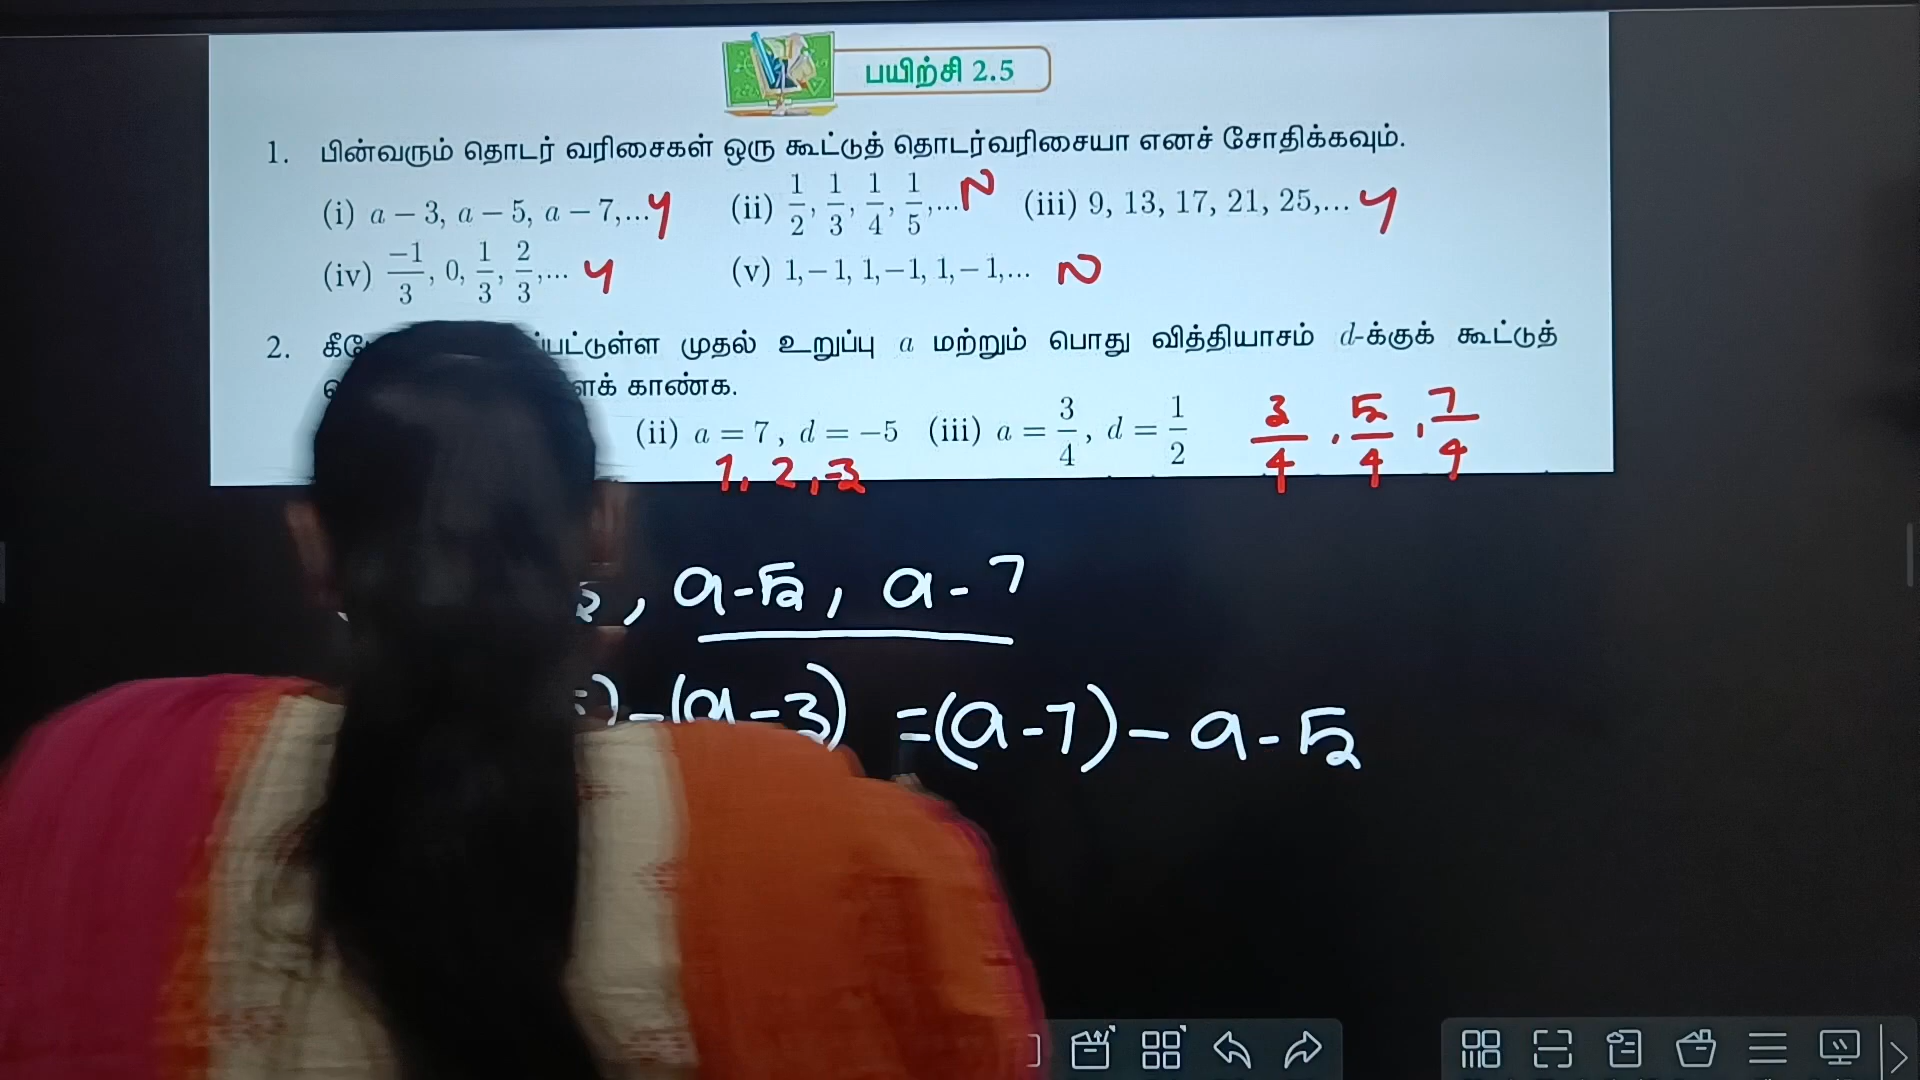 பயிற்சி 2.5
1. பின்வரும் தொடர் வரிசைகள் ஒரு கூட்டுத் தொடர்வரிசையா எனச் சோதிக்கவும்.
(i) a − 3, a − 5, a − 7,... y (ii) 1/2, 1/3, 1/4, 1/5,... N (iii) 9, 13, 17, 21, 25,... y
(iv) −1/3, 0, 1/3, 2/3,... y (v) 1,−1, 1,−1, 1,−1,... N
2. முதல் உறுப்பு a மற்றும் பொது வித்தியாசம் d-க்குக் கூட்டுத்
காண்க.
(ii) a = 7, d = −5 (iii) a = 3/4, d = 1/2 3/4, 5/4, 7/4
7, 2, -3
, a-5, a-7
)-(a-3) =(a-7)-a-5